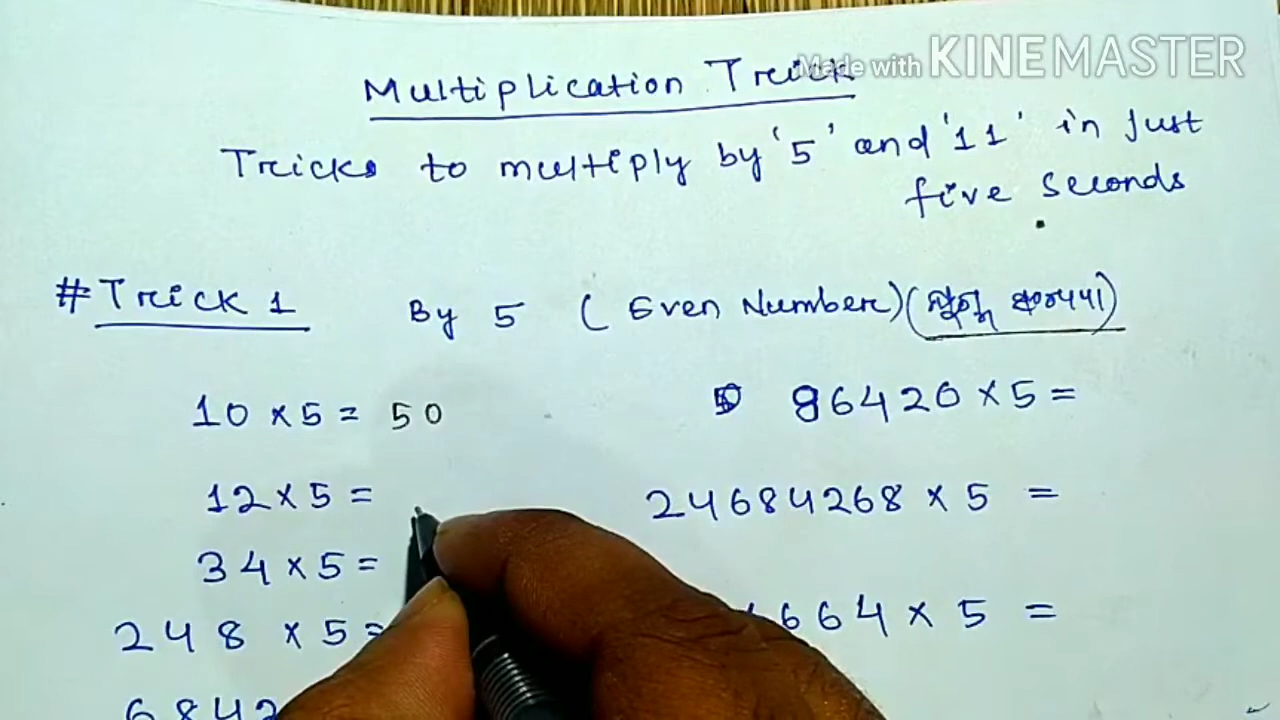 Made with KINEMASTER
Multiplication Trick
Tricks to multiply by '5' and '11' in just
five seconds
#Trick 1 By 5 (Even Number)
10 × 5 = 50
12 × 5 =
34 × 5 =
248 × 5 =
6842
86420 × 5 =
24684268 × 5 =
664 × 5 =